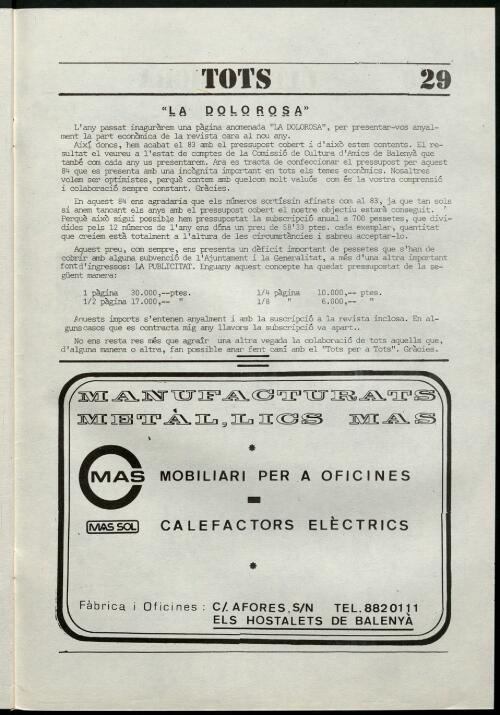 TOTS 29
"LA DOLOROSA"
L'any passat inaguràrem una pàgina anomenada "LA DOLOROSA", per presentar-vos anyal-
ment la part econòmica de la revista cara al nou any.
Així doncs, hem acabat el 83 amb el pressupost cobert i d'això estem contents. El re-
sultat el veureu a l'estat de comptes de la Comissió de Cultura d'Amics de Balenyà que
també com cada any us presentarem. Ara es tracta de confeccionar el pressupost per aquest
84 que es presenta amb una incògnita important en tots els temes econòmics. Nosaltres
volem ser optimistes, perquè contem amb quelcom molt valuós com és la vostra comprensió
i colaboració sempre constant. Gràcies.
En aquest 84 ens agradaria que els números sortíssin afinats com al 83, ja que tan sols
si anem tancant els anys amb el pressupost cobert el nostre objectiu estarà conseguit.
Perquè això sigui possible hem pressupostat la subscripció anual a 700 pessetes, que divi-
dides pels 12 números de l'any ens dóna un preu de 58'33 ptes. cada exemplar, quantitat
que creiem està totalment a l'altura de les circumstàncies i sabreu acceptar-lo.
Aquest preu, com sempre, ens presenta un dèficit important de pessetes que s'han de
cobrir amb alguna subvenció de l'Ajuntament i la Generalitat, a més d'una altra important
font d'ingressos: LA PUBLICITAT. Enguany aquest concepte ha quedat pressupostat de la se-
güent manera:
1 pàgina 30.000,--ptes. 1/4 pàgina 10.000,-- ptes.
1/2 pàgina 17.000,-- " 1/8 " 6.000,-- "
Aquests imports s'entenen anyalment i amb la suscripció a la revista inclosa. En al-
guns casos que es contracta mig any llavors la subscripció va apart..
No ens resta res més que agraïr una altra vegada la colaboració de tots aquells que,
d'alguna manera o altra, fan possible anar fent camí amb el "Tots per a Tots". Gràcies.
MANUFACTURATS
METÀL,LICS MAS
MAS MOBILIARI PER A OFICINES
MAS SOL CALEFACTORS ELÈCTRICS
Fàbrica i Oficines : C/. AFORES, S/N TEL. 8820111
ELS HOSTALETS DE BALENYÀ